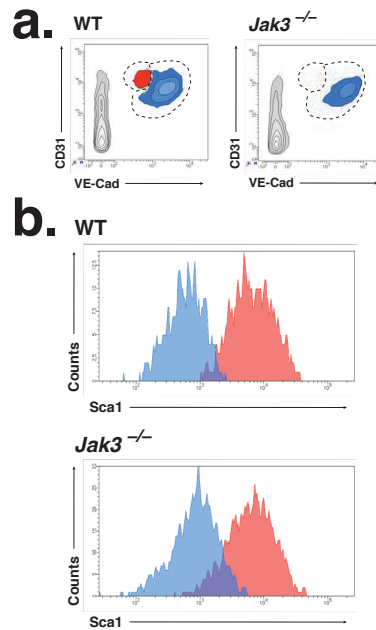 a.
WT
Jak3 –/–
CD31
VE-Cad
CD31
VE-Cad
b.
WT
Counts
Sca1
Jak3 –/–
Counts
Sca1